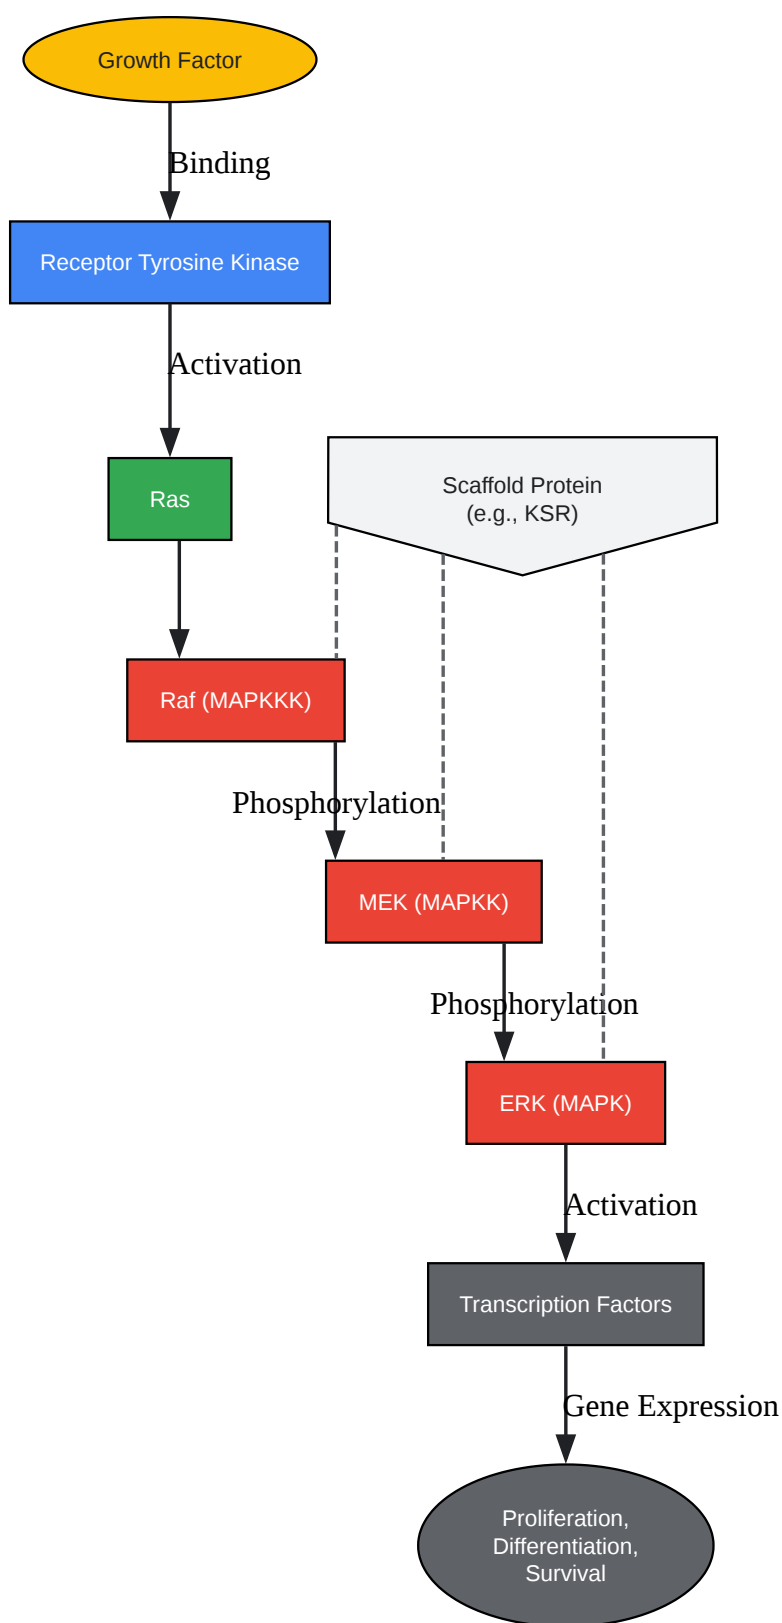 Growth Factor
Binding
Receptor Tyrosine Kinase
Activation
Scaffold Protein
(e.g., KSR)
Ras
Raf (MAPKKK)
Phosphorylation
MEK (MAPKK)
Phosphorylation
ERK (MAPK)
Activation
Transcription Factors
Gene Expression
Proliferation,
Differentiation,
Survival